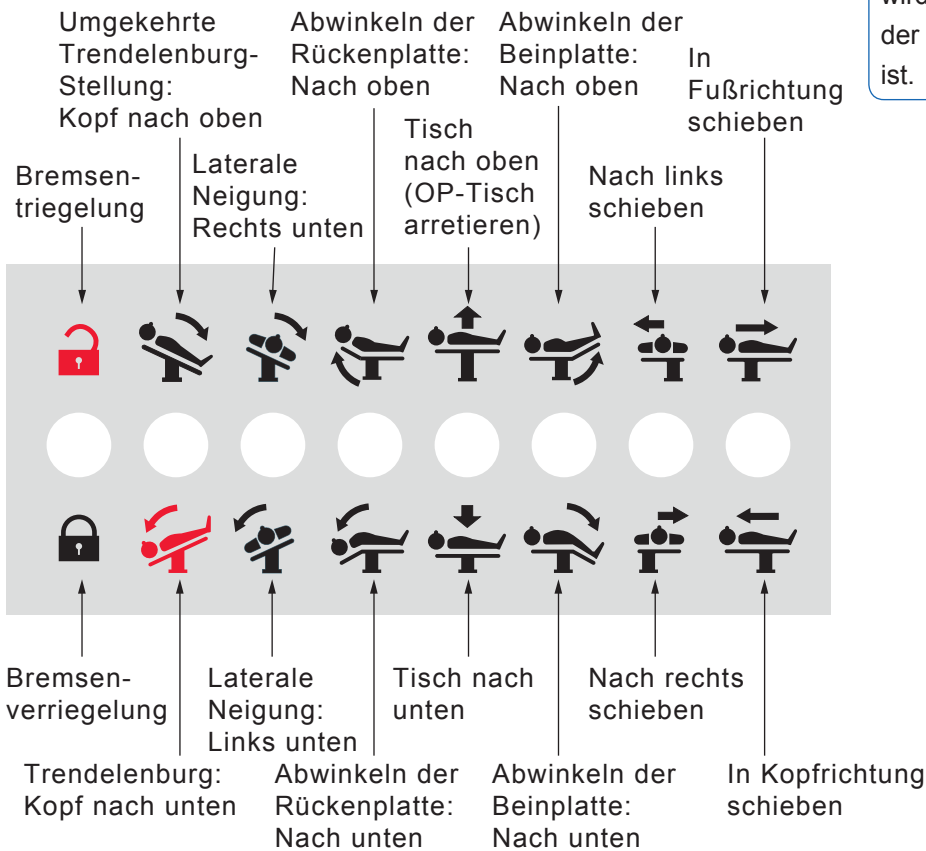 wird
der
ist.
Umgekehrte
Trendelenburg-
Stellung:
Kopf nach oben
Abwinkeln der
Rückenplatte:
Nach oben
Abwinkeln der
Beinplatte:
Nach oben
In
Fußrichtung
schieben
Bremsen-
triegelung
Laterale
Neigung:
Rechts unten
Tisch
nach oben
(OP-Tisch
arretieren)
Nach links
schieben
Bremsen-
verriegelung
Laterale
Neigung:
Links unten
Tisch nach
unten
Nach rechts
schieben
Trendelenburg:
Kopf nach unten
Abwinkeln der
Rückenplatte:
Nach unten
Abwinkeln der
Beinplatte:
Nach unten
In Kopfrichtung
schieben